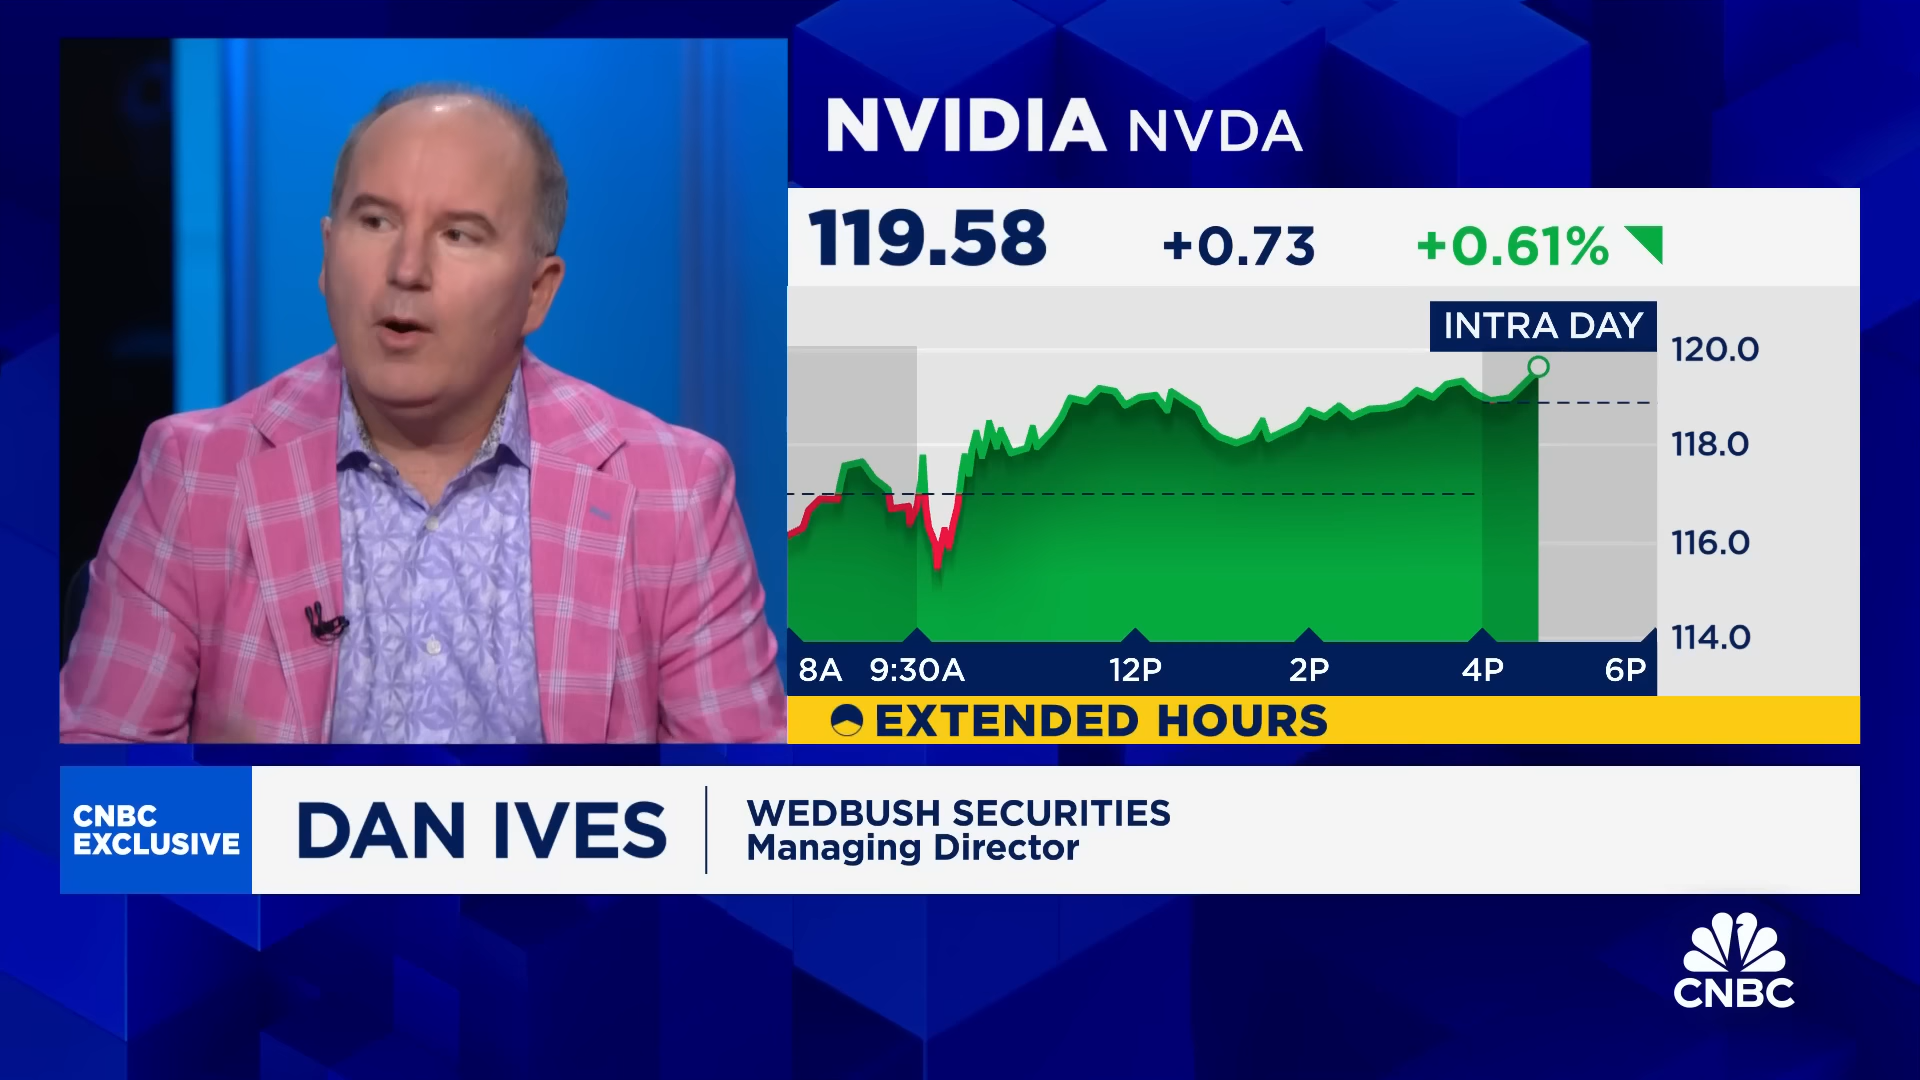 NVIDIA NVDA
119.58 +0.73 +0.61%
INTRA DAY
120.0
118.0
116.0
114.0
8A 9:30A 12P 2P 4P 6P
EXTENDED HOURS
CNBC
EXCLUSIVE
DAN IVES
WEDBUSH SECURITIES
Managing Director
CNBC